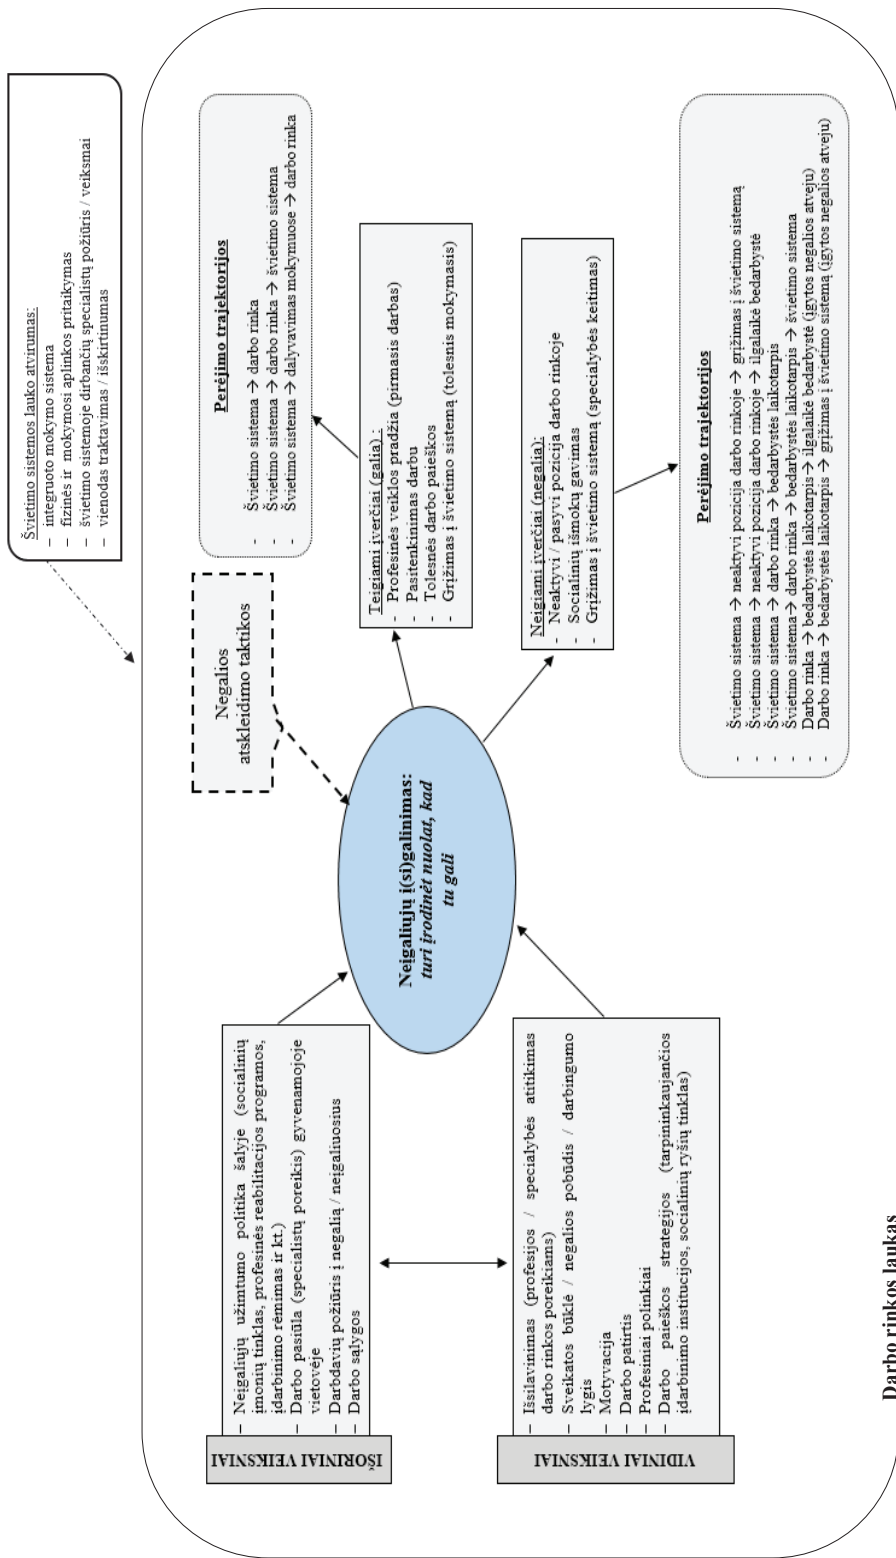 Švietimo sistemos lauko atvirumas:
– integruoto mokymo sistema
– fizinės ir mokymosi aplinkos pritaikymas
– švietimo sistemoje dirbančių specialistų požiūris / veiksmai
– vienodas traktavimas / išskirtinumas
IŠORINIAI VEIKSNIAI
– Neįgaliųjų užimtumo politika šalyje (socialinių
įmonių tinklas, profesinės reabilitacijos programos,
įdarbinimo rėmimas ir kt.)
– Darbo pasiūla (specialistų poreikis) gyvenamojoje
vietovėje
– Darbdavių požiūris į negalią / neįgaliuosius
– Darbo sąlygos
VIDINIAI VEIKSNIAI
– Išsilavinimas (profesijos / specialybės atitikimas
darbo rinkos poreikiams)
– Sveikatos būklė / negalios pobūdis / darbingumo
lygis
– Motyvacija
– Darbo patirtis
– Profesiniai polinkiai
– Darbo paieškos strategijos (tarpininkaujančios
įdarbinimo institucijos, socialinių ryšių tinklas)
Negalios
atskleidimo taktikos
Neįgaliųjų į(si)galinimas:
turi įrodinėt nuolat, kad
tu gali
Teigiami įverčiai (galia) :
- Profesinės veiklos pradžia (pirmasis darbas)
- Pasitenkinimas darbu
- Tolesnės darbo paieškos
- Grįžimas į švietimo sistemą (tolesnis mokymasis)
Neigiami įverčiai (negalia):
- Neaktyvi / pasyvi pozicija darbo rinkoje
- Socialinių išmokų gavimas
- Grįžimas į švietimo sistemą (specialybės keitimas)
Perėjimo trajektorijos
- Švietimo sistema → darbo rinka
- Švietimo sistema → darbo rinka → švietimo sistema
- Švietimo sistema → dalyvavimas mokymuose → darbo rinka
Perėjimo trajektorijos
- Švietimo sistema → neaktyvi pozicija darbo rinkoje → grįžimas į švietimo sistemą
- Švietimo sistema → neaktyvi pozicija darbo rinkoje → ilgalaikė bedarbystė
- Švietimo sistema → darbo rinka → bedarbystės laikotarpis
- Švietimo sistema → darbo rinka → bedarbystės laikotarpis → švietimo sistema
- Darbo rinka → bedarbystės laikotarpis → ilgalaikė bedarbystė (įgytos negalios atveju)
- Darbo rinka → bedarbystės laikotarpis → grįžimas į švietimo sistemą (įgytos negalios atveju)
Darbo rinkos laukas